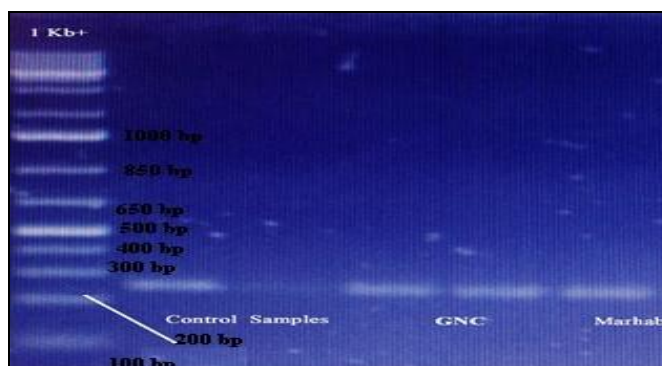 1 Kb+
1000 bp
850 bp
650 bp
500 bp
400 bp
300 bp
Control Samples GNC Marhab
200 bp
100 bp